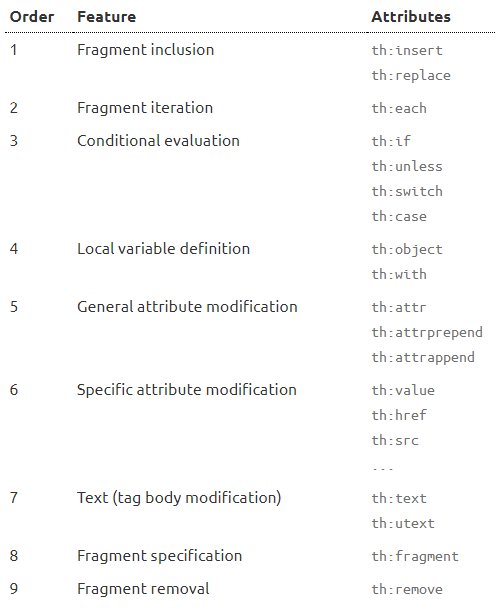 Order Feature Attributes
1 Fragment inclusion th:insert
th:replace
2 Fragment iteration th:each
3 Conditional evaluation th:if
th:unless
th:switch
th:case
4 Local variable definition th:object
th:with
5 General attribute modification th:attr
th:attrprepend
th:attrappend
6 Specific attribute modification th:value
th:href
th:src
...
7 Text (tag body modification) th:text
th:utext
8 Fragment specification th:fragment
9 Fragment removal th:remove